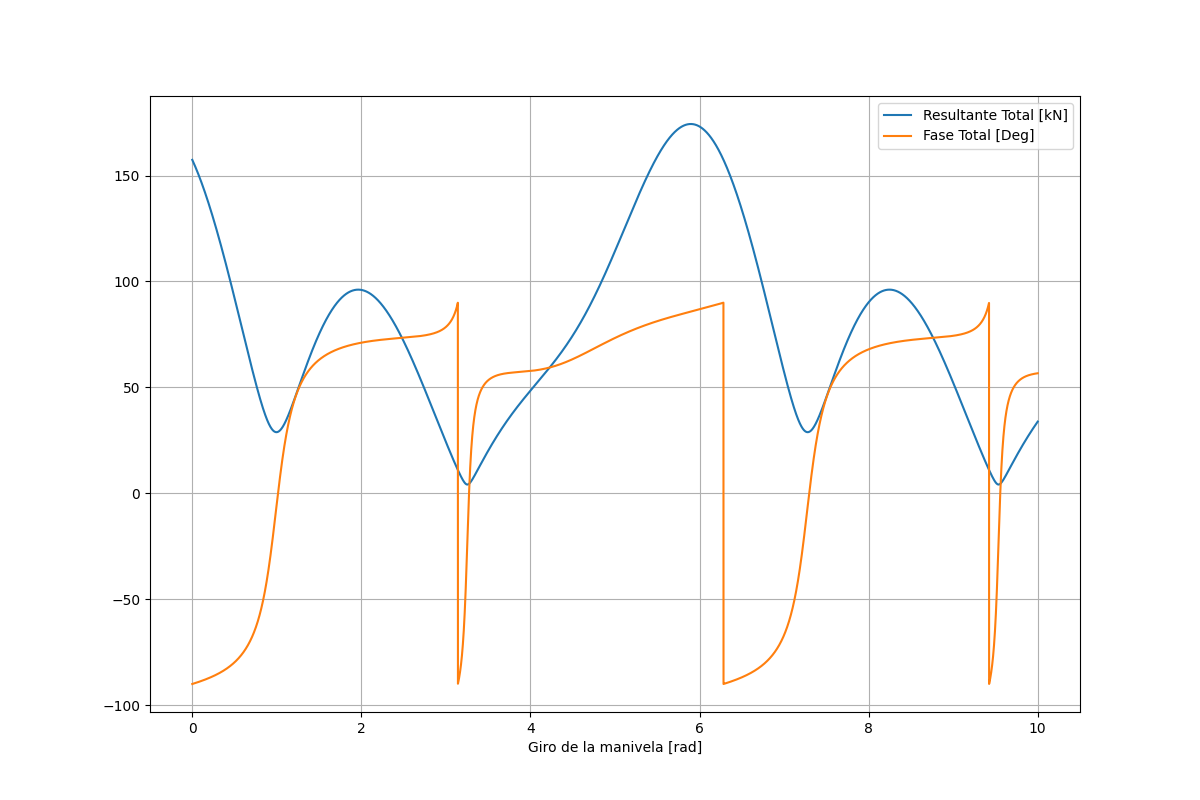 Resultante Total [kN]
Fase Total [Deg]
150
100
50
0
−50
−100
0 2 4 6 8 10
Giro de la manivela [rad]